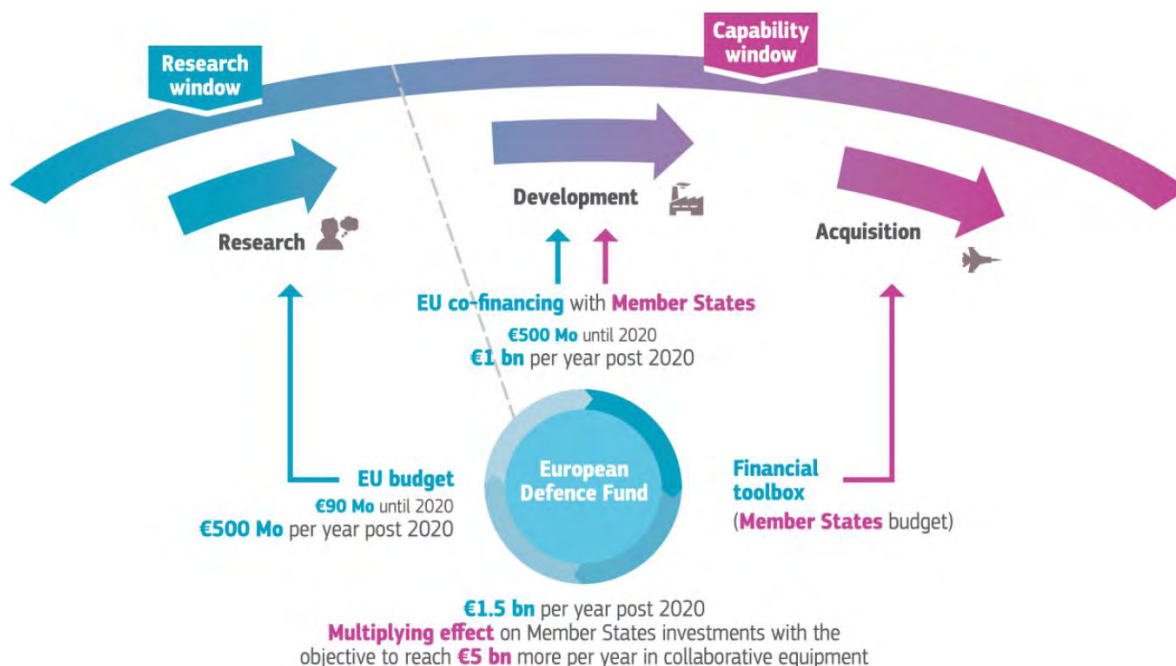 Research
window
Capability
window
Research
Development
Acquisition
EU co-financing with Member States
€500 Mo until 2020
€1 bn per year post 2020
EU budget
€90 Mo until 2020
€500 Mo per year post 2020
European
Defence Fund
Financial
toolbox
(Member States budget)
€1.5 bn per year post 2020
Multiplying effect on Member States investments with the
objective to reach €5 bn more per year in collaborative equipment